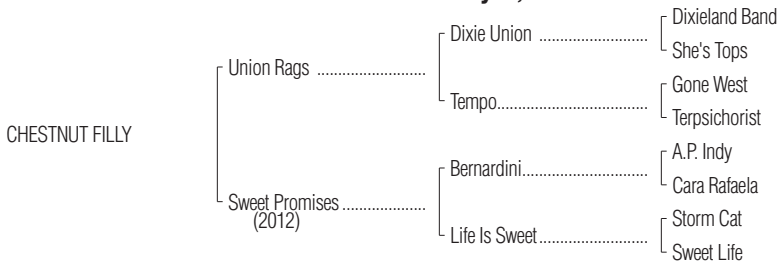 Dixieland Band
Dixie Union ............................
She's Tops
Union Rags ............................
Gone West
Tempo.......................................
Terpsichorist
CHESTNUT FILLY
A.P. Indy
Bernardini................................
Cara Rafaela
Sweet Promises .....................
(2012)
Storm Cat
Life Is Sweet............................
Sweet Life